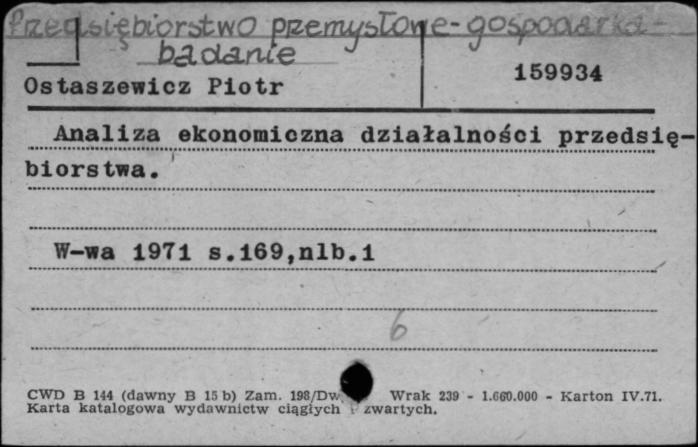 Przedsiębiorstwo przemysłowe - gospodarka -
badanie
Ostaszewicz Piotr
159934
Analiza ekonomiczna działalności przedsię-
biorstwa.
W-wa 1971 s.169,nlb.1
6
CWD B 144 (dawny B 15 b) Zam. 198/Dw. Wrak 239 - 1.660.000 - Karton IV.71.
Karta katalogowa wydawnictw ciągłych i zwartych.